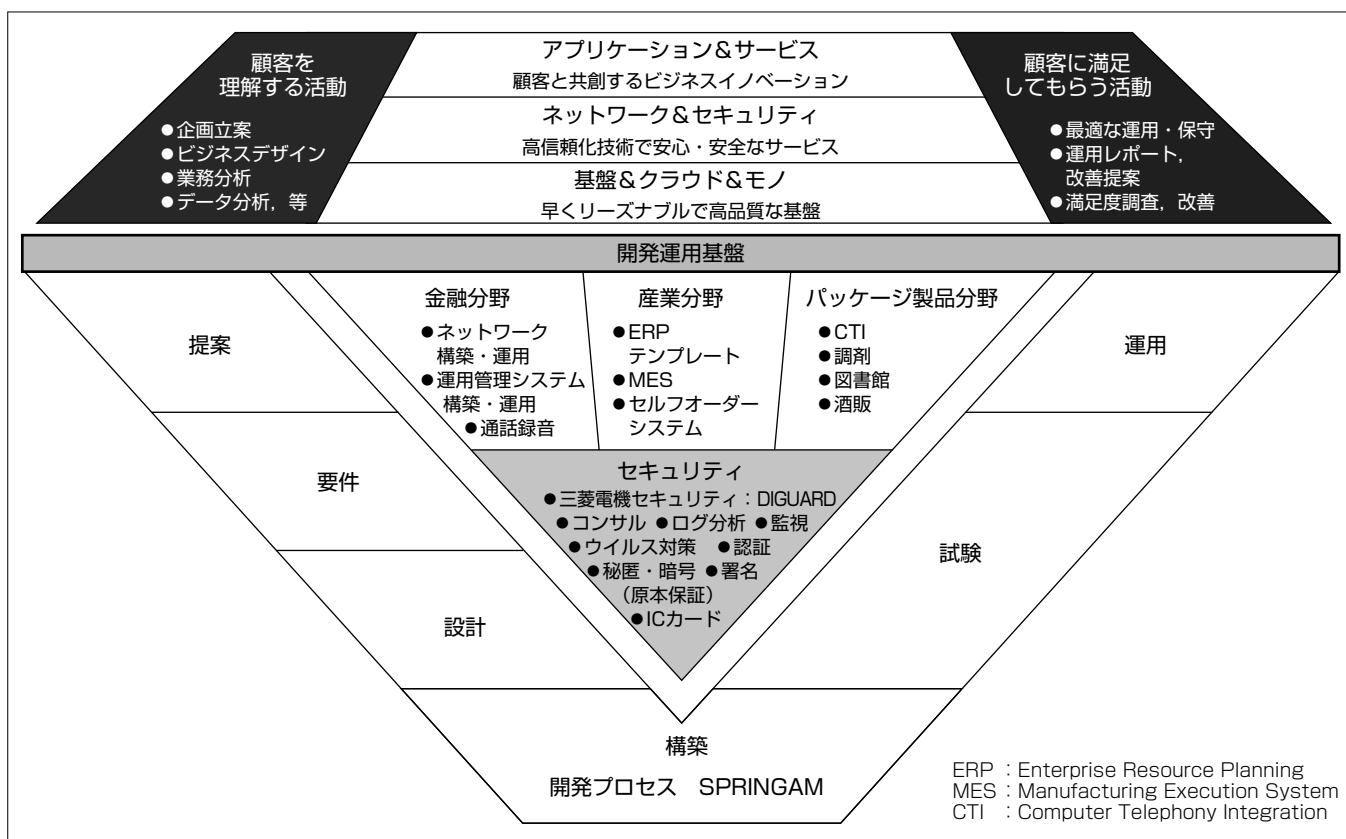 顧客を
理解する活動
●企画立案
●ビジネスデザイン
●業務分析
●データ分析，等
アプリケーション＆サービス
顧客と共創するビジネスイノベーション
ネットワーク＆セキュリティ
高信頼化技術で安心・安全なサービス
基盤＆クラウド＆モノ
早くリーズナブルで高品質な基盤
顧客に満足
してもらう活動
●最適な運用・保守
●運用レポート，
改善提案
●満足度調査，改善
開発運用基盤
提案
要件
設計
金融分野
●ネットワーク
構築・運用
●運用管理システム
構築・運用
●通話録音
産業分野
●ERP
テンプレート
●MES
●セルフオーダー
システム
パッケージ製品分野
●CTI
●調剤
●図書館
●酒販
セキュリティ
●三菱電機セキュリティ：DIGUARD
●コンサル ●ログ分析 ●監視
●ウイルス対策 ●認証
●秘匿・暗号 ●署名
（原本保証）
●ICカード
運用
試験
構築
開発プロセス　SPRINGAM
ERP ：Enterprise Resource Planning
MES ：Manufacturing Execution System
CTI ：Computer Telephony Integration